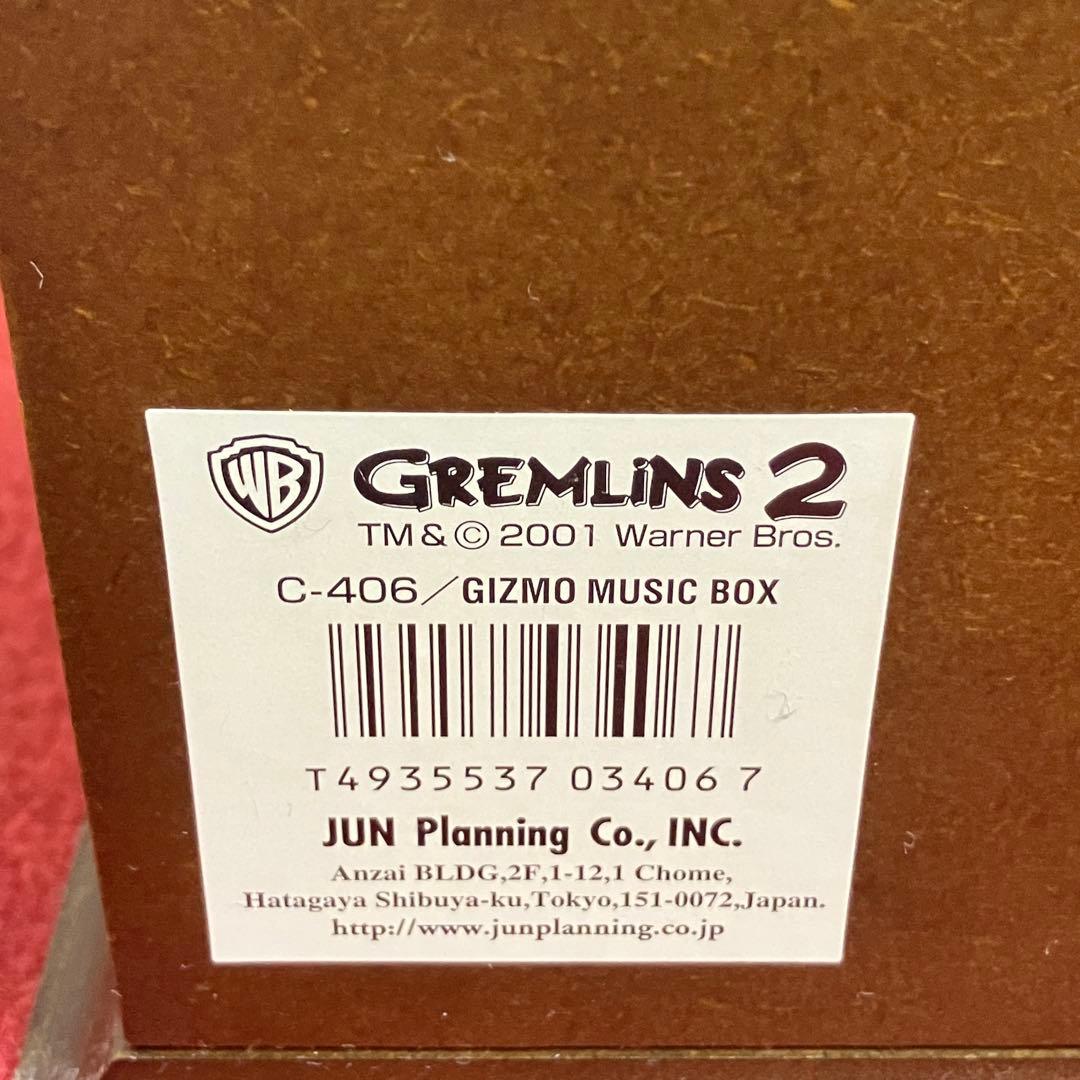 WB GREMLiNS 2
TM & © 2001 Warner Bros.
C-406／GIZMO MUSIC BOX
T4935537 03406 7
JUN Planning Co., INC.
Anzai BLDG,2F,1-12,1 Chome,
Hatagaya Shibuya-ku,Tokyo,151-0072,Japan.
http://www.junplanning.co.jp